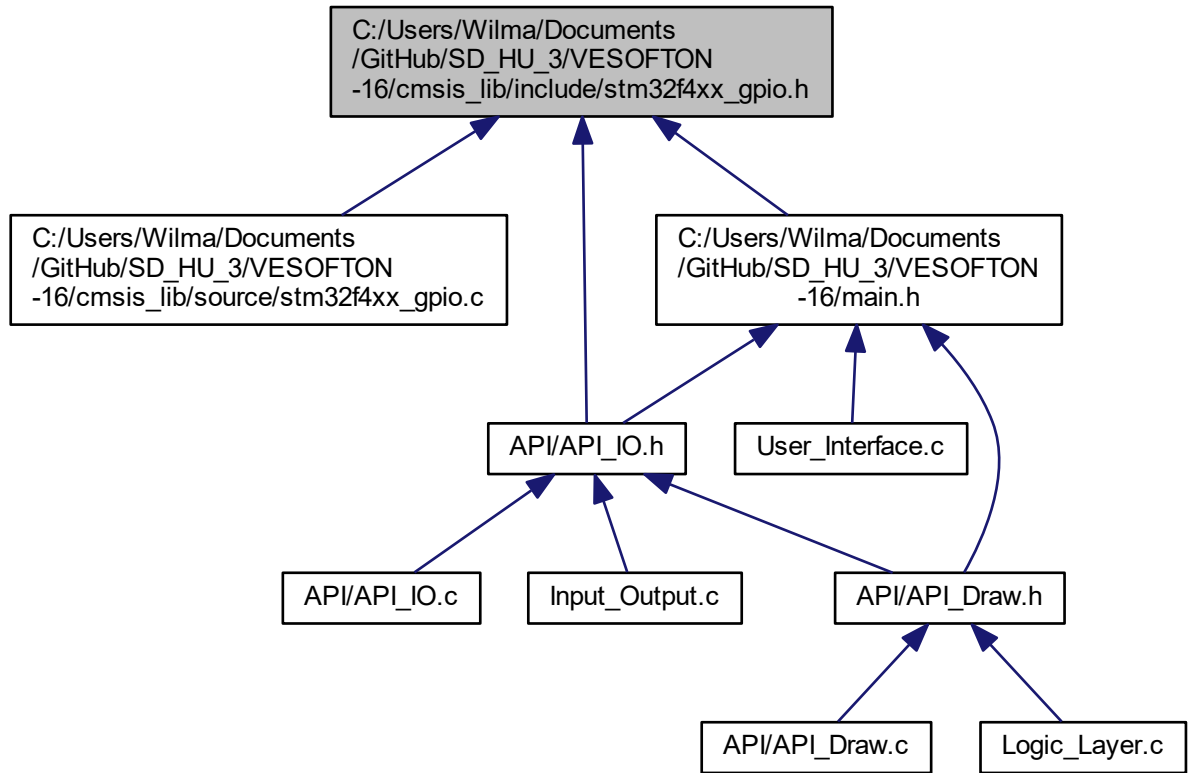 C:/Users/Wilma/Documents
/GitHub/SD_HU_3/VESOFTON
-16/cmsis_lib/include/stm32f4xx_gpio.h
C:/Users/Wilma/Documents
/GitHub/SD_HU_3/VESOFTON
-16/cmsis_lib/source/stm32f4xx_gpio.c
C:/Users/Wilma/Documents
/GitHub/SD_HU_3/VESOFTON
-16/main.h
API/API_IO.h
User_Interface.c
API/API_IO.c
Input_Output.c
API/API_Draw.h
API/API_Draw.c
Logic_Layer.c